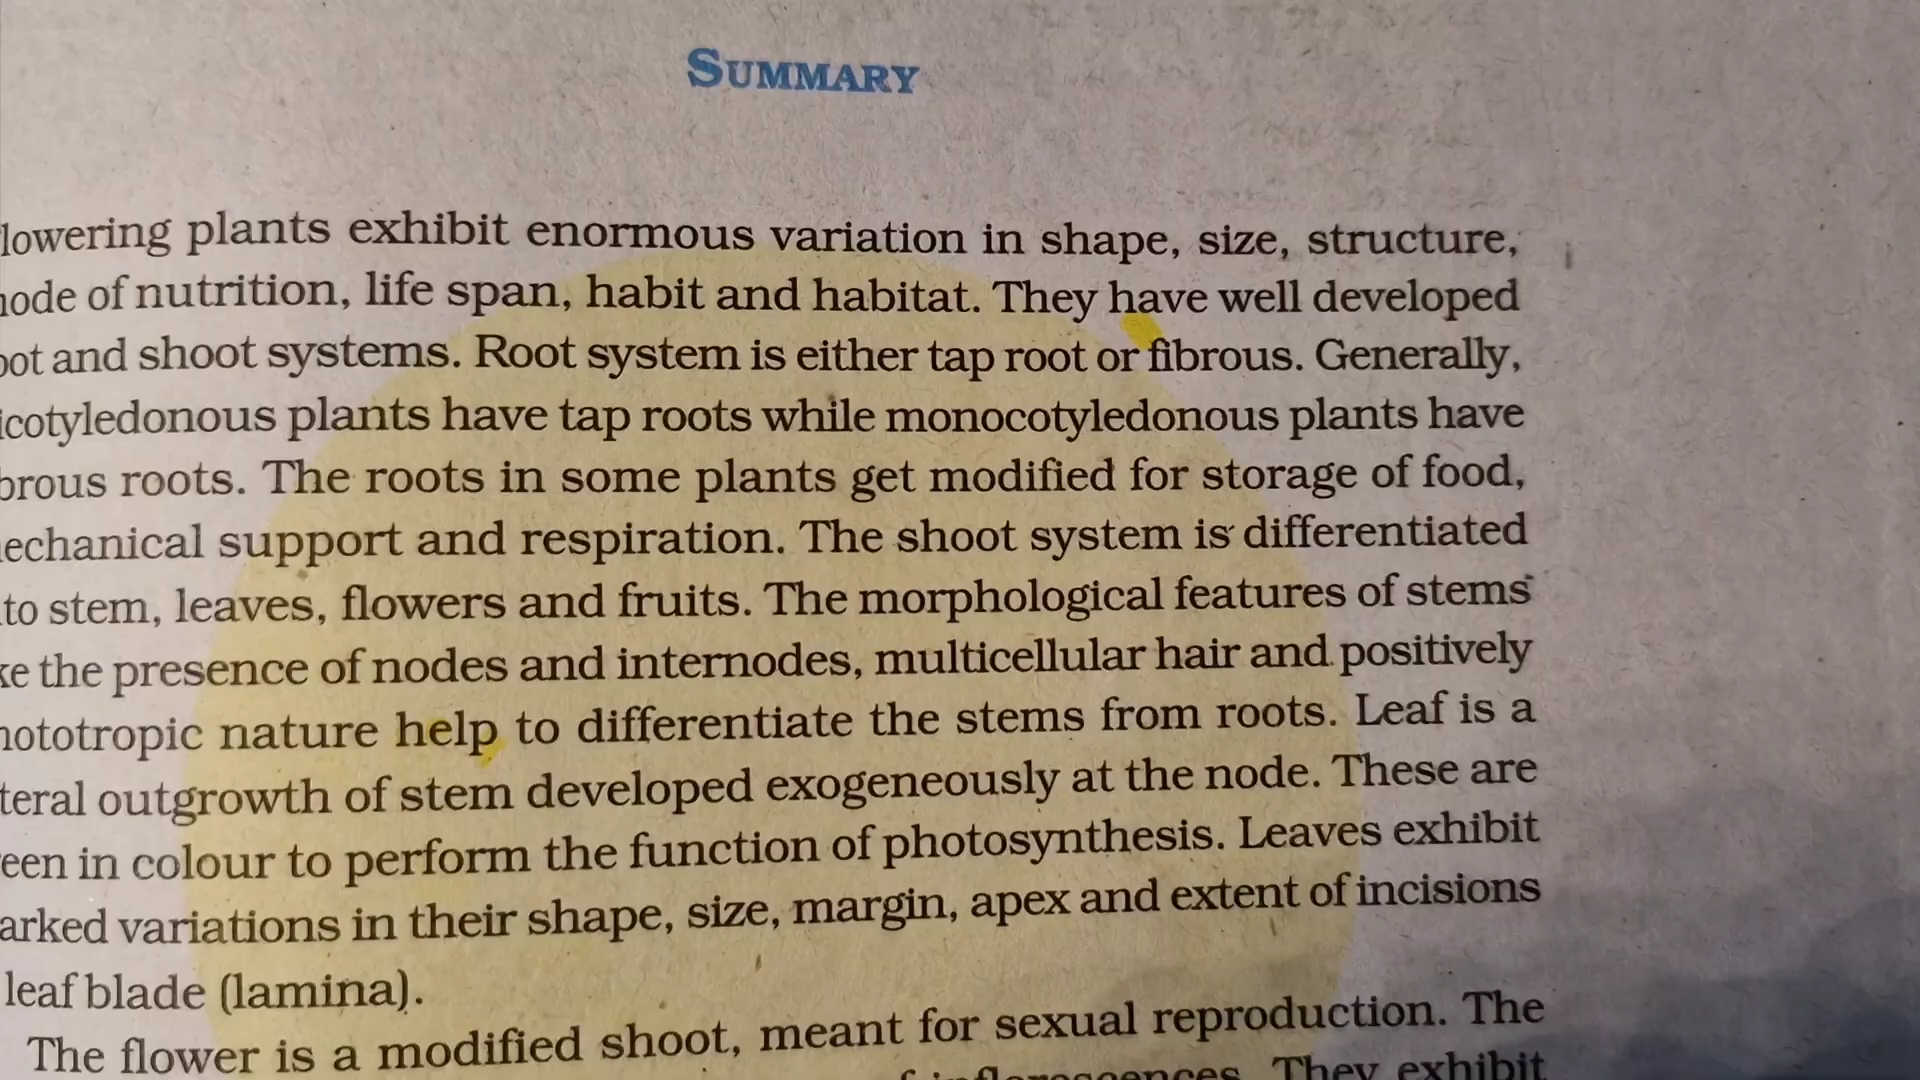 SUMMARY
lowering plants exhibit enormous variation in shape, size, structure,
ode of nutrition, life span, habit and habitat. They have well developed
oot and shoot systems. Root system is either tap root or fibrous. Generally,
icotyledonous plants have tap roots while monocotyledonous plants have
brous roots. The roots in some plants get modified for storage of food,
echanical support and respiration. The shoot system is differentiated
to stem, leaves, flowers and fruits. The morphological features of stems
ke the presence of nodes and internodes, multicellular hair and positively
hototropic nature help to differentiate the stems from roots. Leaf is a
teral outgrowth of stem developed exogeneously at the node. These are
een in colour to perform the function of photosynthesis. Leaves exhibit
arked variations in their shape, size, margin, apex and extent of incisions
leaf blade (lamina).
The flower is a modified shoot, meant for sexual reproduction. The
inflorescences. They exhibit